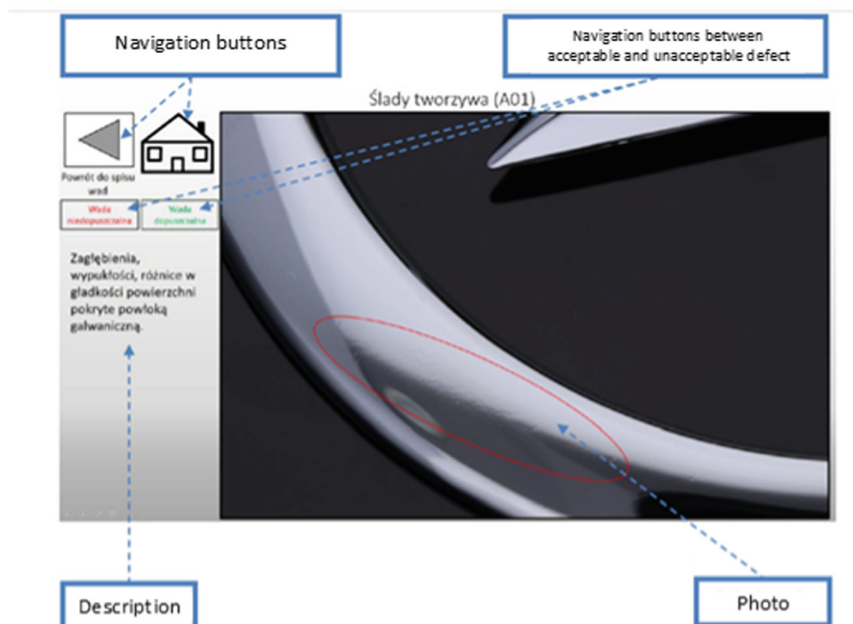 Navigation buttons
Navigation buttons between
acceptable and unacceptable defect
Ślady tworzywa (A01)
Powrót do spisu
wad
Wada
niedopuszczalna
Wada
dopuszczalna
Zagłębienia,
wypukłości, różnice w
gładkości powierzchni
pokryte powłoką
galwaniczną.
Description
Photo